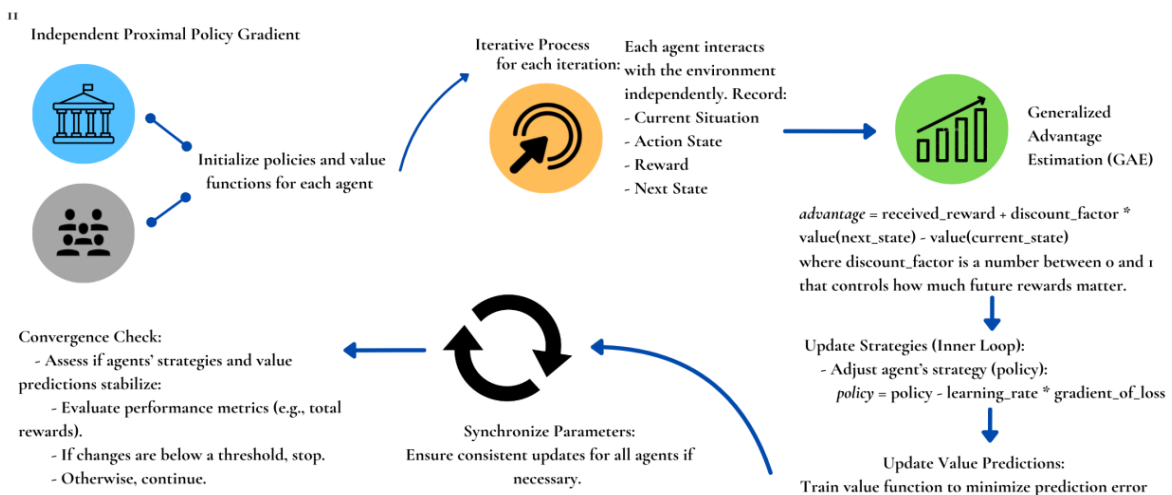 II
Independent Proximal Policy Gradient
Initialize policies and value
functions for each agent
Iterative Process
for each iteration:
Each agent interacts
with the environment
independently. Record:
- Current Situation
- Action State
- Reward
- Next State
Generalized
Advantage
Estimation (GAE)
advantage = received_reward + discount_factor *
value(next_state) - value(current_state)
where discount_factor is a number between 0 and 1
that controls how much future rewards matter.
Update Strategies (Inner Loop):
- Adjust agent's strategy (policy):
policy = policy - learning_rate * gradient_of_loss
Update Value Predictions:
Train value function to minimize prediction error
Synchronize Parameters:
Ensure consistent updates for all agents if
necessary.
Convergence Check:
- Assess if agents' strategies and value
predictions stabilize:
- Evaluate performance metrics (e.g., total
rewards).
- If changes are below a threshold, stop.
- Otherwise, continue.